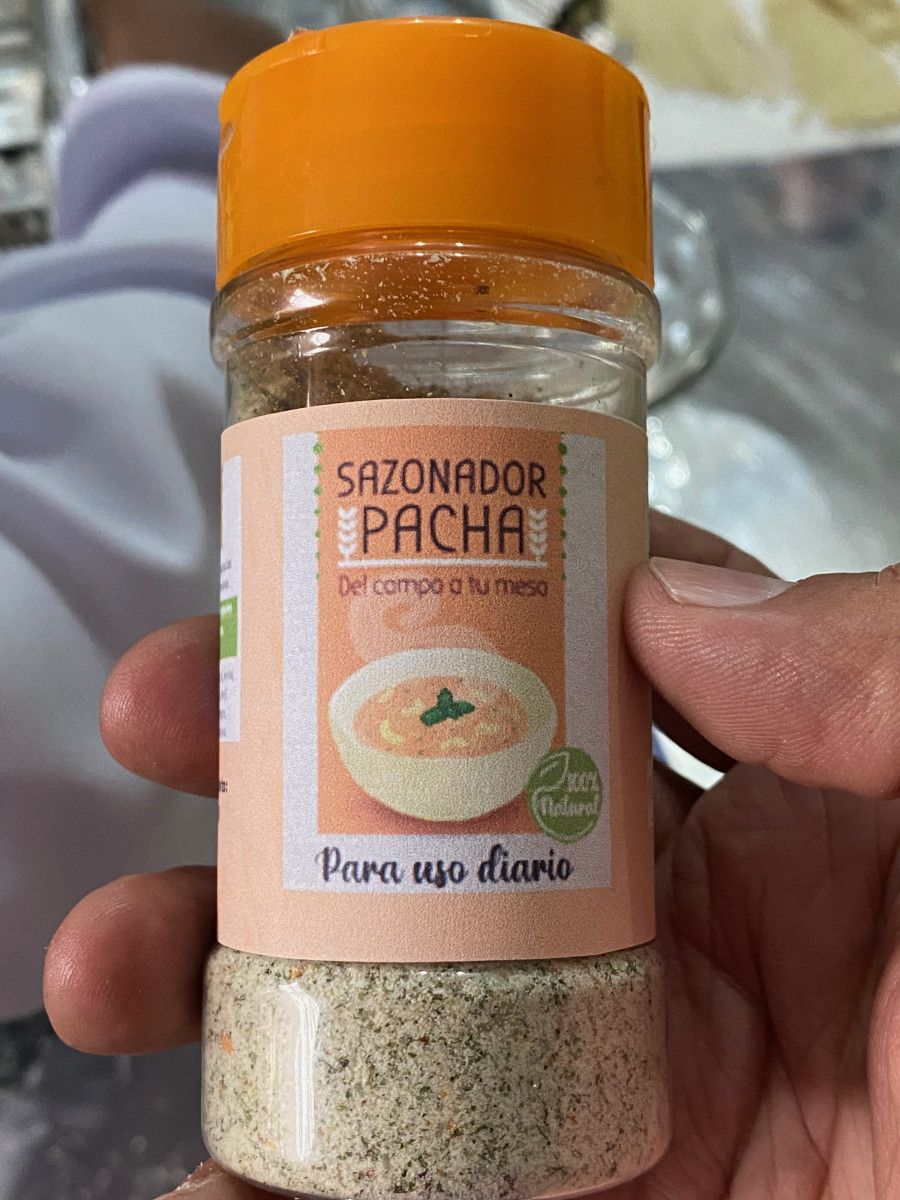 SAZONADOR
PACHA
Del campo a tu mesa
100%
Natural
Para uso diario